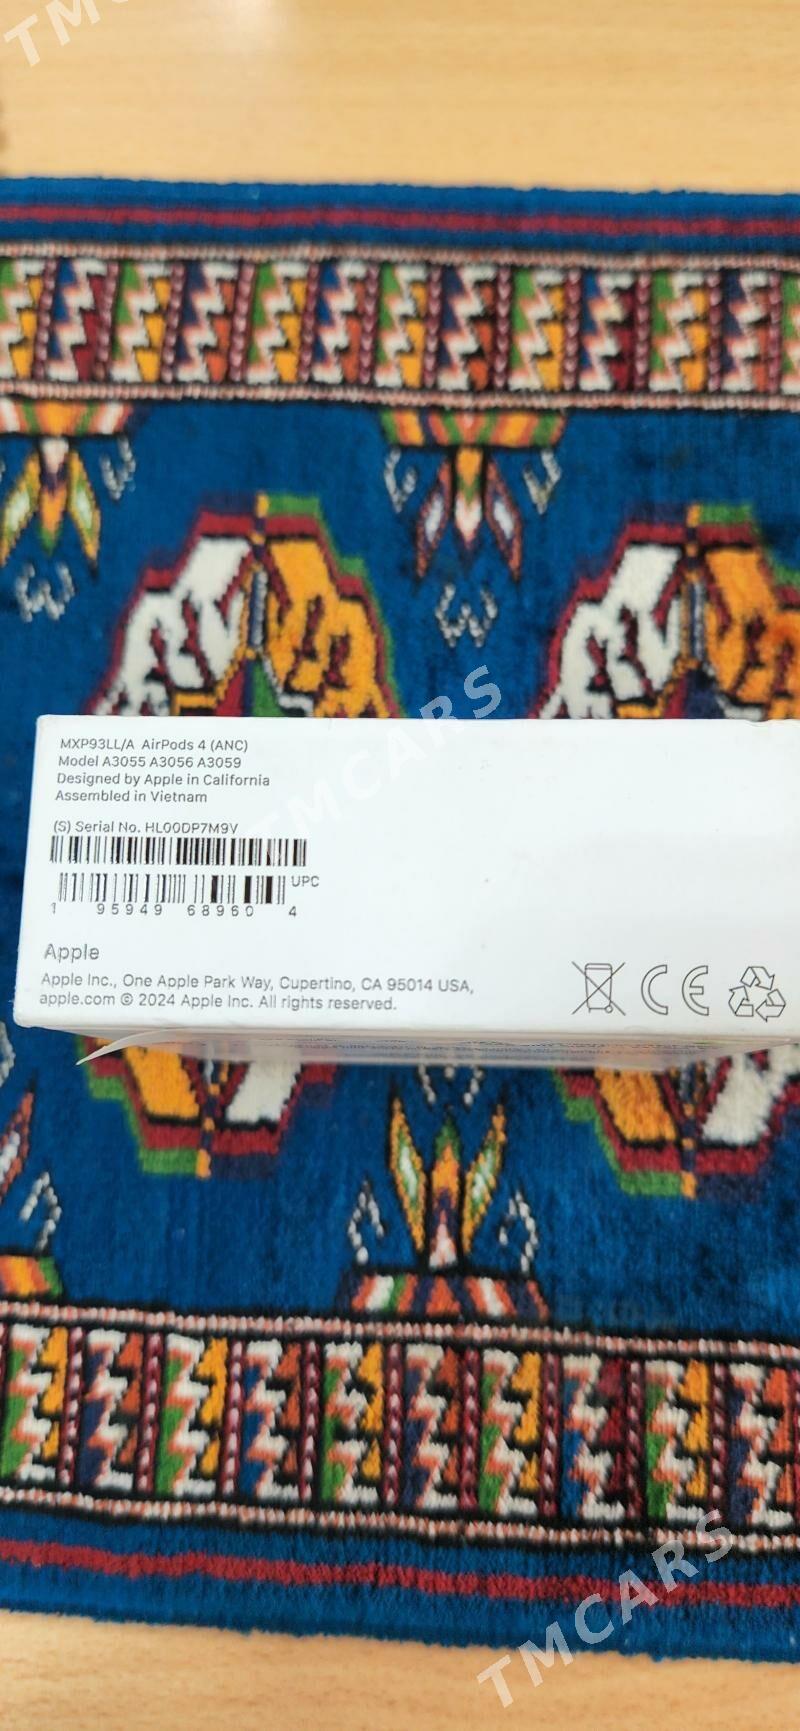 TMCARS
MXP93LL/A AirPods 4 (ANC)
Model A3055 A3056 A3059
Designed by Apple in California
Assembled in Vietnam
(S) Serial No. HL00DP7M9V
UPC
1 95949 68960 4
Apple
Apple Inc., One Apple Park Way, Cupertino, CA 95014 USA,
apple.com © 2024 Apple Inc. All rights reserved.
CE
TMCARS